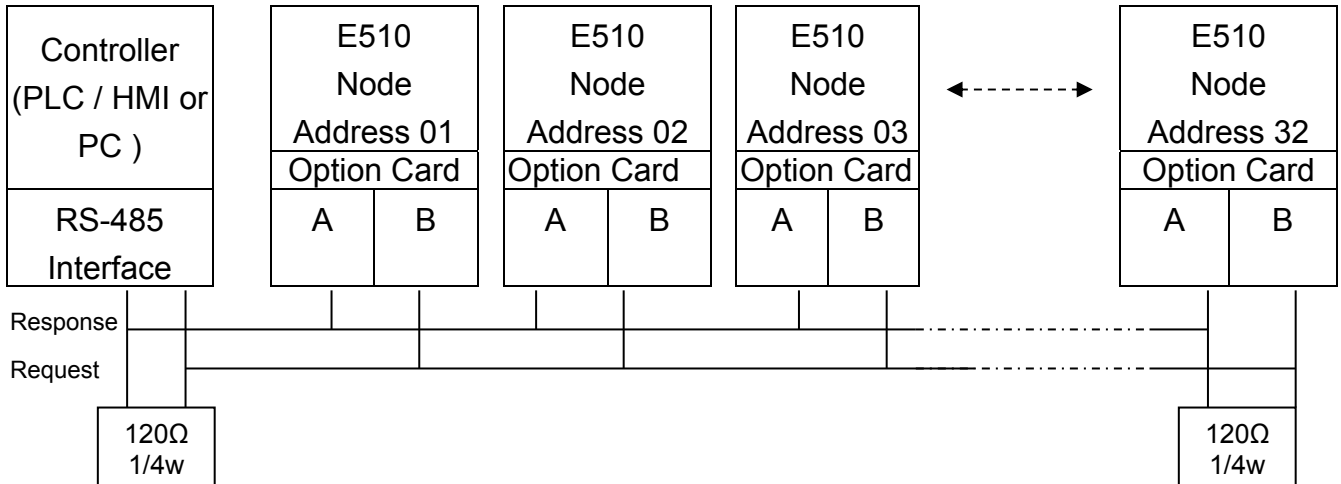 Controller
(PLC / HMI or
PC )
RS-485
Interface
E510
Node
Address 01
Option Card
A B
E510
Node
Address 02
Option Card
A B
E510
Node
Address 03
Option Card
A B
E510
Node
Address 32
Option Card
A B
Response
Request
120Ω
1/4w
120Ω
1/4w